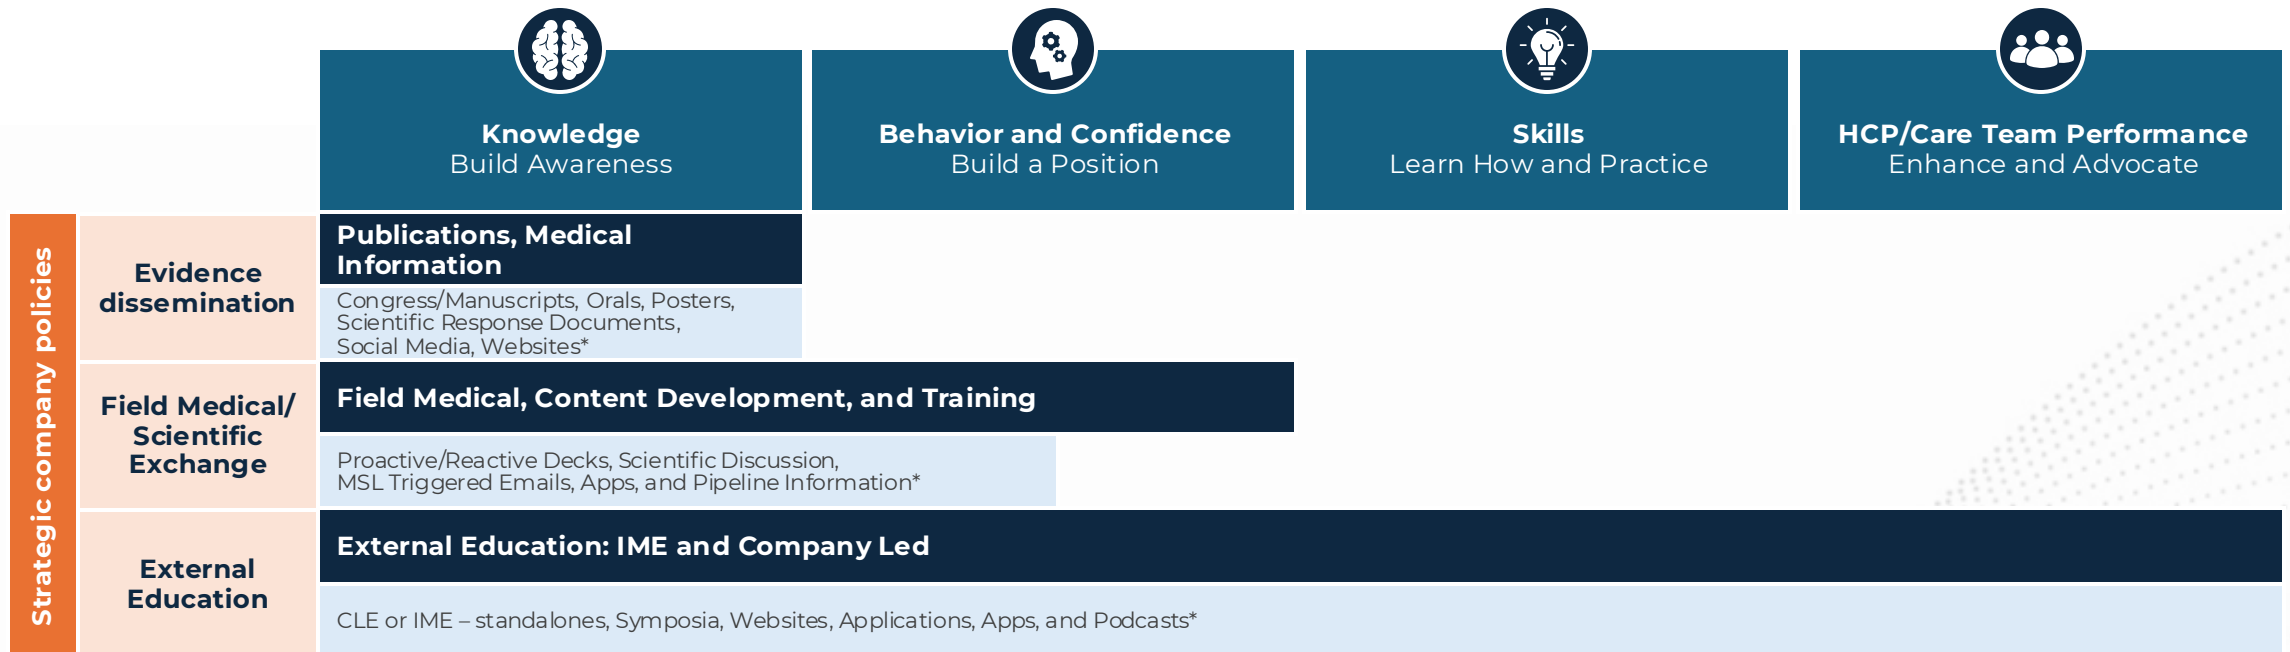 Knowledge
Build Awareness
Behavior and Confidence
Build a Position
Skills
Learn How and Practice
HCP/Care Team Performance
Enhance and Advocate
Strategic company policies
Evidence
dissemination
Publications, Medical
Information
Congress/Manuscripts, Orals, Posters,
Scientific Response Documents,
Social Media, Websites*
Field Medical/
Scientific
Exchange
Field Medical, Content Development, and Training
Proactive/Reactive Decks, Scientific Discussion,
MSL Triggered Emails, Apps, and Pipeline Information*
External
Education
External Education: IME and Company Led
CLE or IME – standalones, Symposia, Websites, Applications, Apps, and Podcasts*